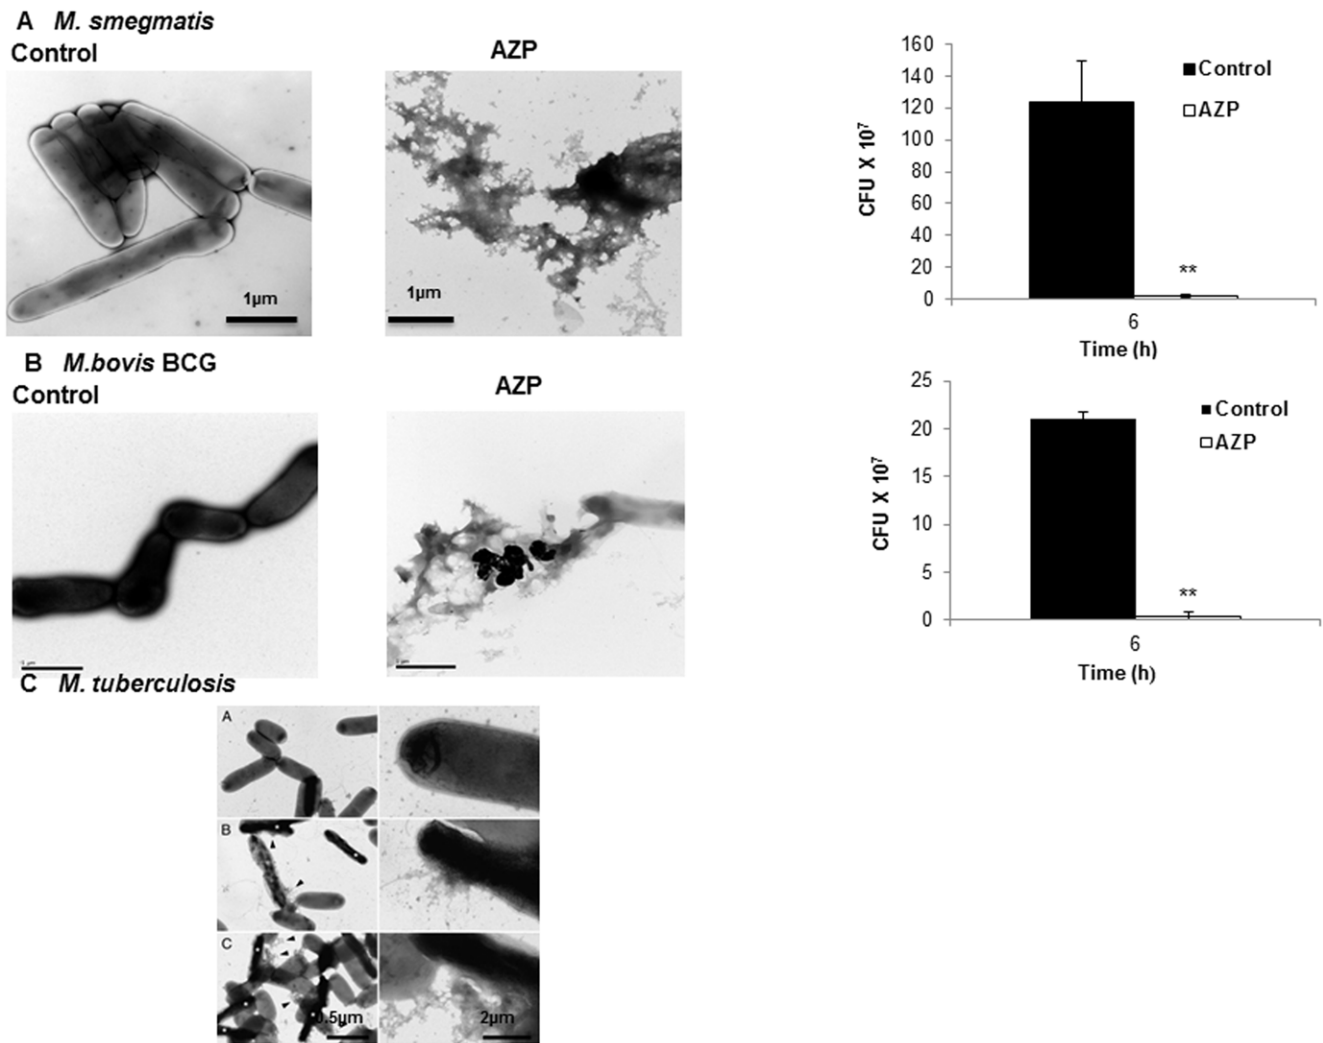 A M. smegmatis
Control
AZP
1µm
1µm
160
140
120
100
80
60
40
20
0
CFU X 10⁷
Control
AZP
**
6
Time (h)
B M.bovis BCG
Control
AZP
25
20
15
10
5
0
CFU X 10⁷
Control
AZP
**
6
Time (h)
C M. tuberculosis
A
B
C
2µm